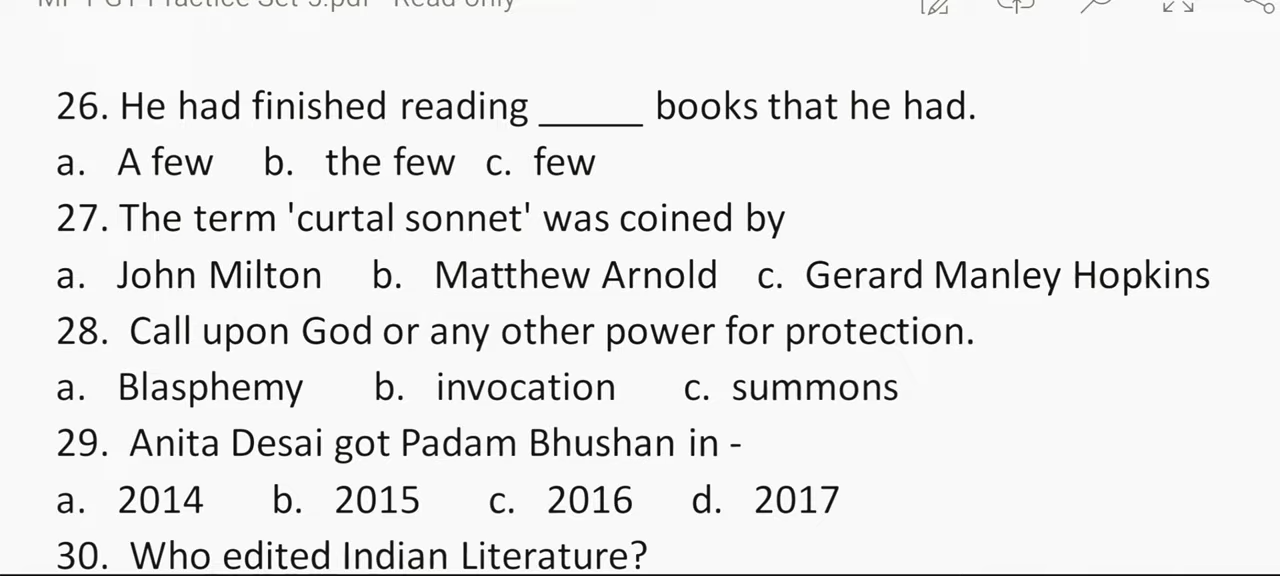 MP PGT Practice Set 5.pdf - Read only
26. He had finished reading _____ books that he had.
a. A few b. the few c. few
27. The term 'curtal sonnet' was coined by
a. John Milton b. Matthew Arnold c. Gerard Manley Hopkins
28. Call upon God or any other power for protection.
a. Blasphemy b. invocation c. summons
29. Anita Desai got Padam Bhushan in -
a. 2014 b. 2015 c. 2016 d. 2017
30. Who edited Indian Literature?